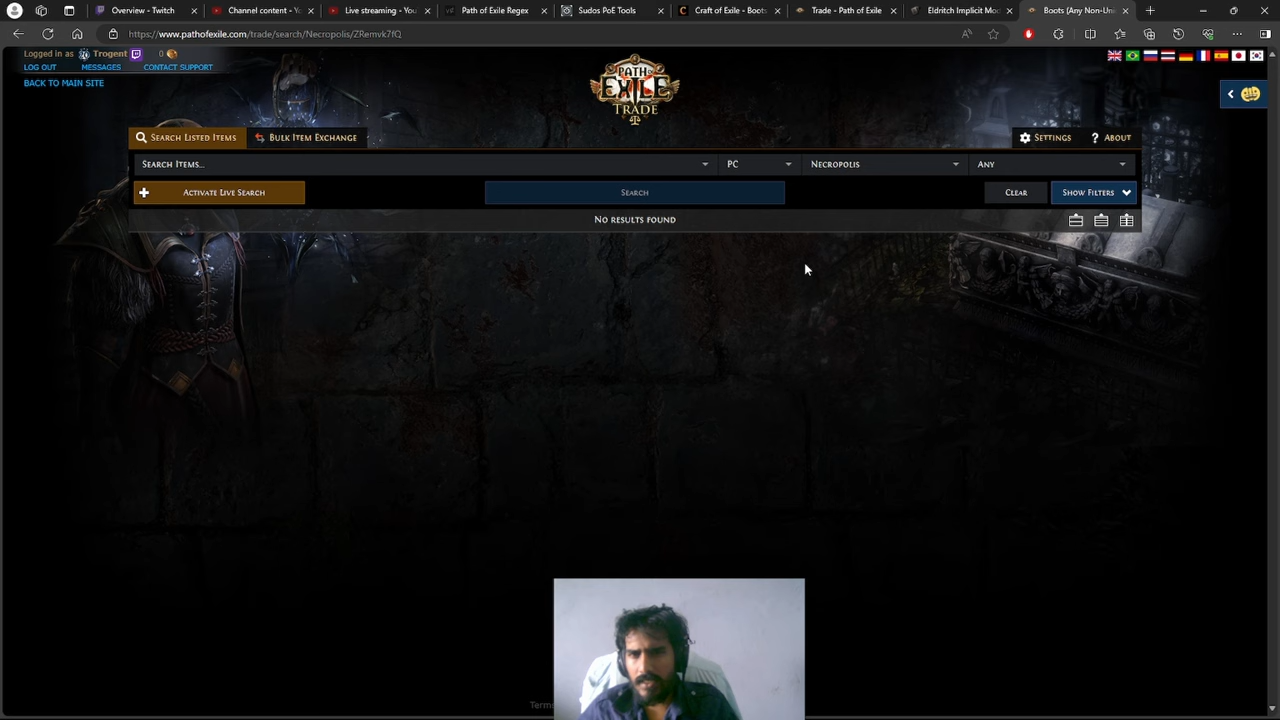 Overview - Twitch
Channel content - Yo
Live streaming - You
Path of Exile Regex
Sudos PoE Tools
Craft of Exile - Boots
Trade - Path of Exile
Eldritch Implicit Mod
Boots (Any Non-Uni
https://www.pathofexile.com/trade/search/Necropolis/ZRemvk7fQ
Logged in as Trogent 0
LOG OUT MESSAGES CONTACT SUPPORT
BACK TO MAIN SITE
PATH OF EXILE
TRADE
Search Listed Items
Bulk Item Exchange
Settings
? About
Search Items...
PC
Necropolis
Any
Activate Live Search
Search
Clear
Show Filters
No results found
Terms